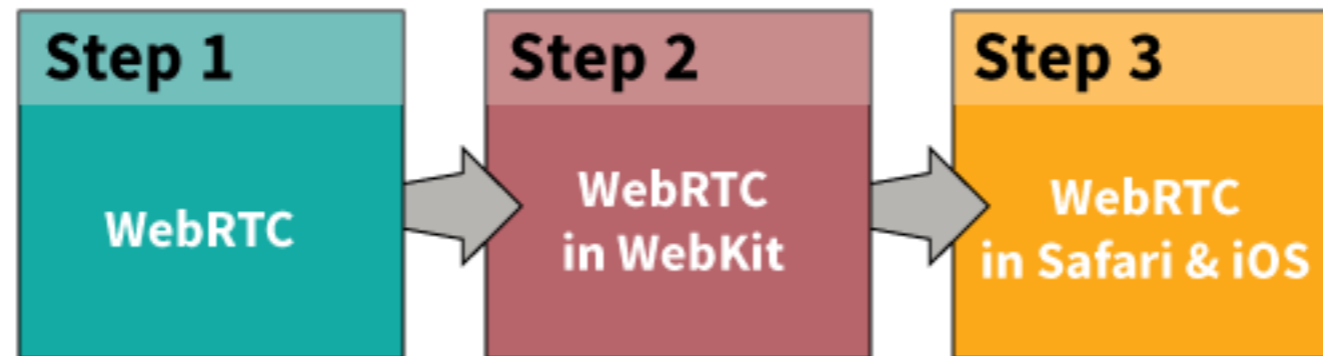 Step 1
WebRTC
Step 2
WebRTC
in WebKit
Step 3
WebRTC
in Safari & iOS